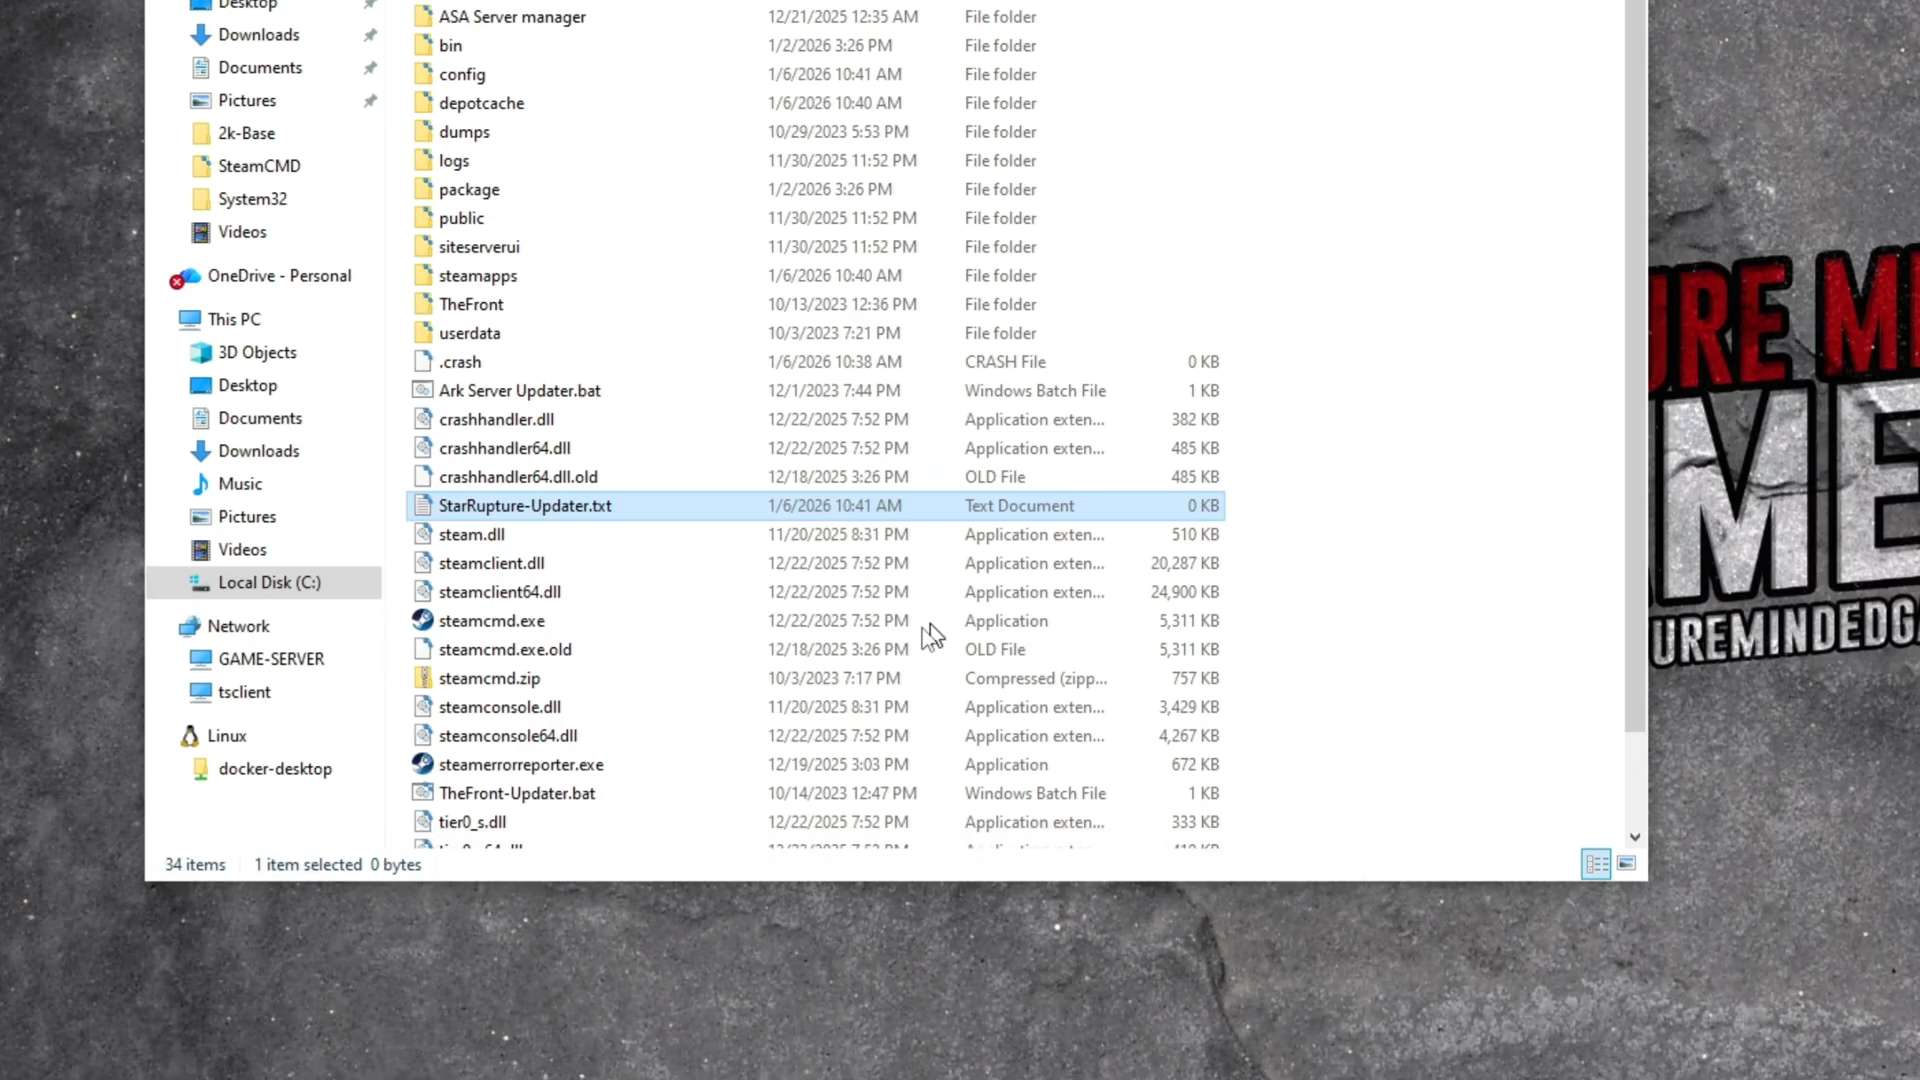 Desktop
Downloads
Documents
Pictures
2k-Base
SteamCMD
System32
Videos
OneDrive - Personal
This PC
3D Objects
Desktop
Documents
Downloads
Music
Pictures
Videos
Local Disk (C:)
Network
GAME-SERVER
tsclient
Linux
docker-desktop
ASA Server manager 12/21/2025 12:35 AM File folder
bin 1/2/2026 3:26 PM File folder
config 1/6/2026 10:41 AM File folder
depotcache 1/6/2026 10:40 AM File folder
dumps 10/29/2023 5:53 PM File folder
logs 11/30/2025 11:52 PM File folder
package 1/2/2026 3:26 PM File folder
public 11/30/2025 11:52 PM File folder
siteserverui 11/30/2025 11:52 PM File folder
steamapps 1/6/2026 10:40 AM File folder
TheFront 10/13/2023 12:36 PM File folder
userdata 10/3/2023 7:21 PM File folder
.crash 1/6/2026 10:38 AM CRASH File 0 KB
Ark Server Updater.bat 12/1/2023 7:44 PM Windows Batch File 1 KB
crashhandler.dll 12/22/2025 7:52 PM Application exten... 382 KB
crashhandler64.dll 12/22/2025 7:52 PM Application exten... 485 KB
crashhandler64.dll.old 12/18/2025 3:26 PM OLD File 485 KB
StarRupture-Updater.txt 1/6/2026 10:41 AM Text Document 0 KB
steam.dll 11/20/2025 8:31 PM Application exten... 510 KB
steamclient.dll 12/22/2025 7:52 PM Application exten... 20,287 KB
steamclient64.dll 12/22/2025 7:52 PM Application exten... 24,900 KB
steamcmd.exe 12/22/2025 7:52 PM Application 5,311 KB
steamcmd.exe.old 12/18/2025 3:26 PM OLD File 5,311 KB
steamcmd.zip 10/3/2023 7:17 PM Compressed (zipp... 757 KB
steamconsole.dll 11/20/2025 8:31 PM Application exten... 3,429 KB
steamconsole64.dll 12/22/2025 7:52 PM Application exten... 4,267 KB
steamerrorreporter.exe 12/19/2025 3:03 PM Application 672 KB
TheFront-Updater.bat 10/14/2023 12:47 PM Windows Batch File 1 KB
tier0_s.dll 12/22/2025 7:52 PM Application exten... 333 KB
34 items 1 item selected 0 bytes
URE M
ME
UREMINDEDGA